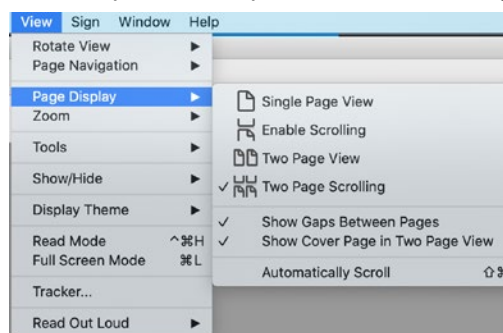 View Sign Window Help
Rotate View
Page Navigation
Page Display
Zoom
Tools
Show/Hide
Display Theme
Read Mode ^⌘H
Full Screen Mode ⌘L
Tracker...
Read Out Loud
Single Page View
Enable Scrolling
Two Page View
✓ Two Page Scrolling
✓ Show Gaps Between Pages
✓ Show Cover Page in Two Page View
Automatically Scroll ⇧⌘